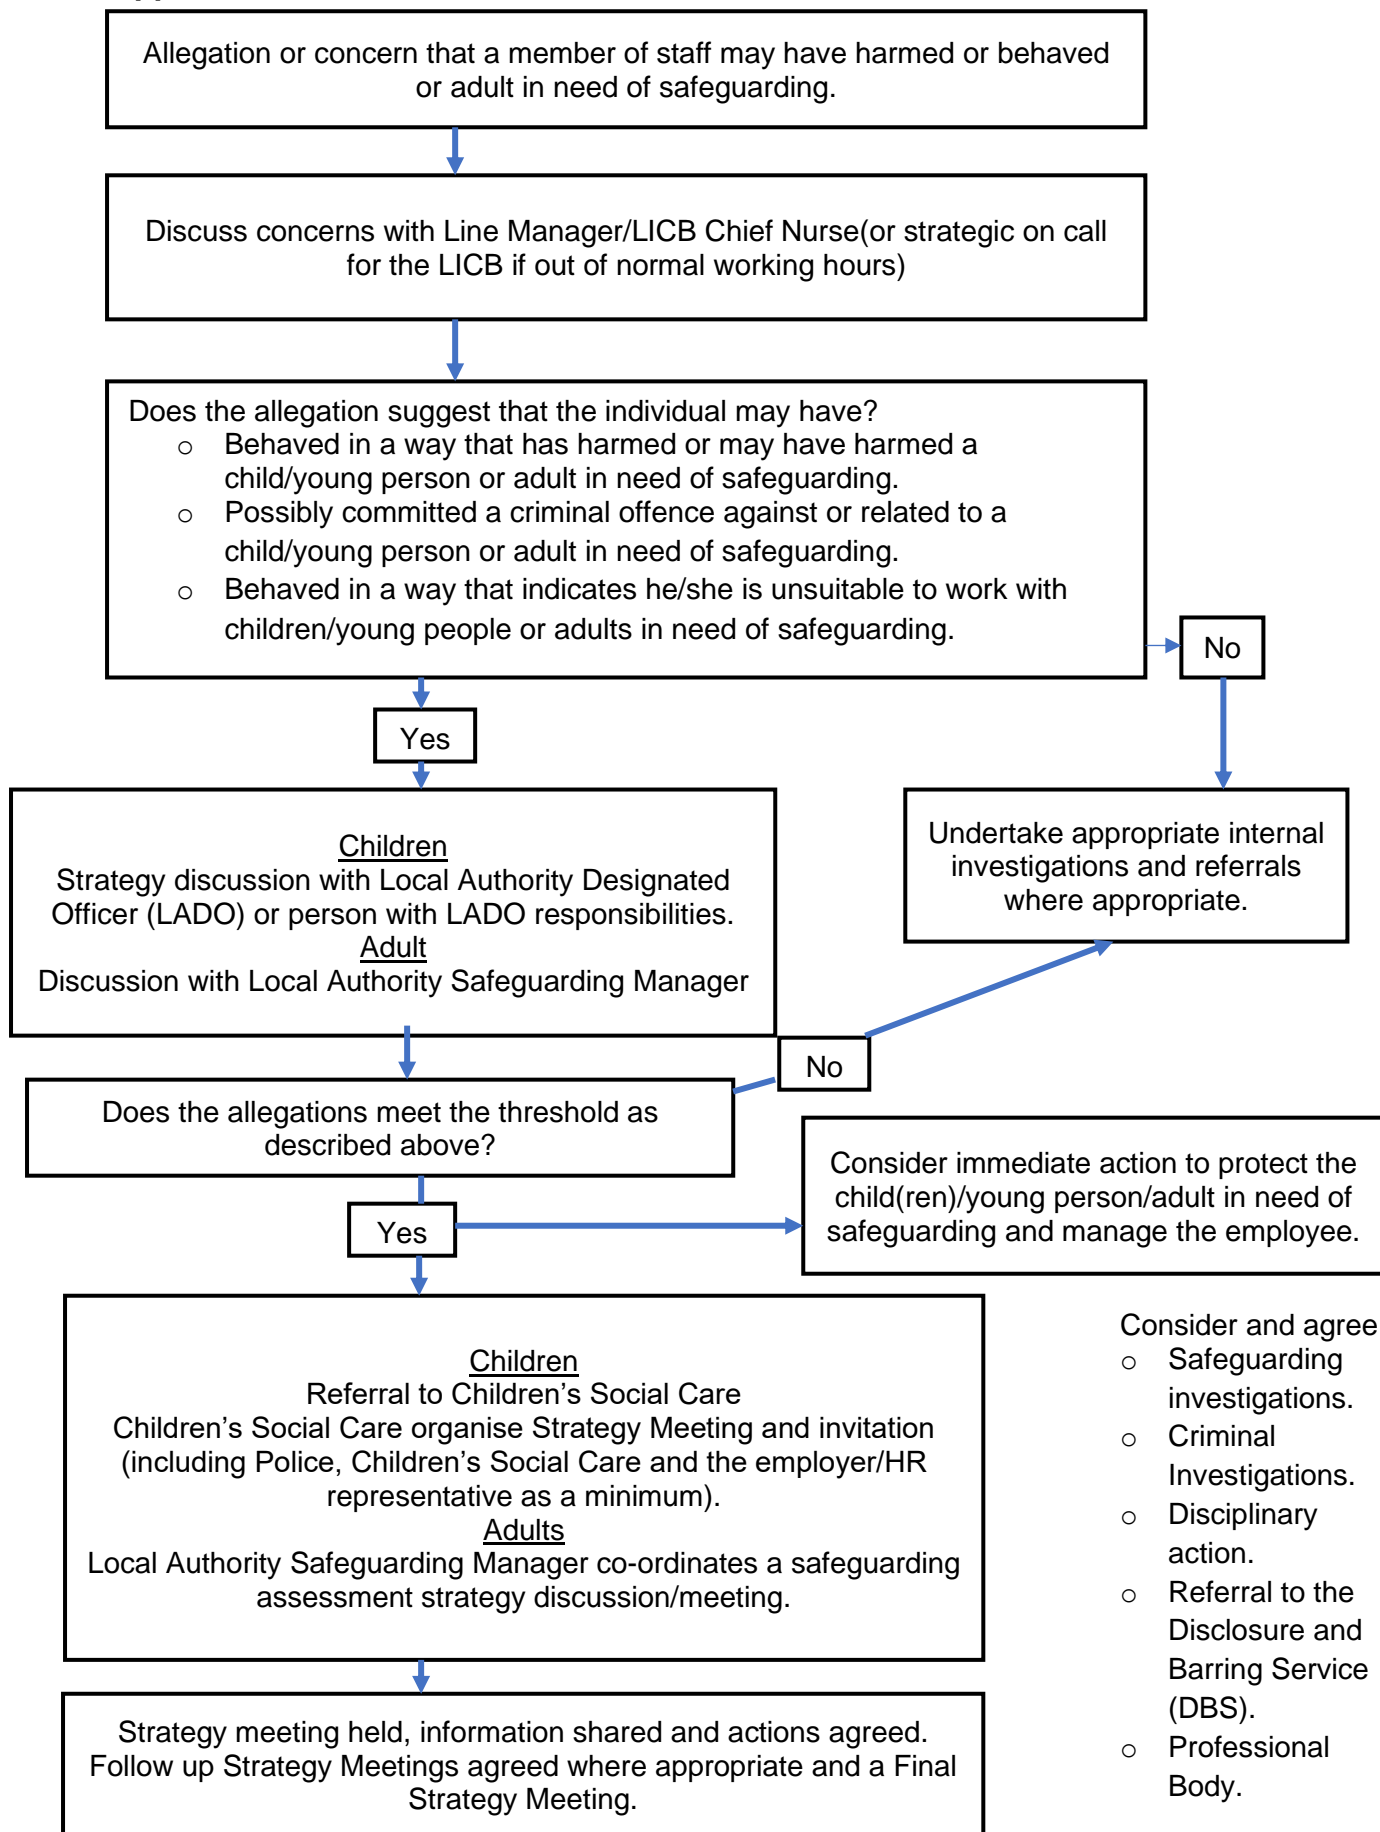 Allegation or concern that a member of staff may have harmed or behaved
or adult in need of safeguarding.
Discuss concerns with Line Manager/LICB Chief Nurse(or strategic on call
for the LICB if out of normal working hours)
Does the allegation suggest that the individual may have?
o Behaved in a way that has harmed or may have harmed a
child/young person or adult in need of safeguarding.
o Possibly committed a criminal offence against or related to a
child/young person or adult in need of safeguarding.
o Behaved in a way that indicates he/she is unsuitable to work with
children/young people or adults in need of safeguarding.
No
Yes
Children
Strategy discussion with Local Authority Designated
Officer (LADO) or person with LADO responsibilities.
Adult
Discussion with Local Authority Safeguarding Manager
Undertake appropriate internal
investigations and referrals
where appropriate.
No
Does the allegations meet the threshold as
described above?
Yes
Consider immediate action to protect the
child(ren)/young person/adult in need of
safeguarding and manage the employee.
Children
Referral to Children’s Social Care
Children’s Social Care organise Strategy Meeting and invitation
(including Police, Children’s Social Care and the employer/HR
representative as a minimum).
Adults
Local Authority Safeguarding Manager co-ordinates a safeguarding
assessment strategy discussion/meeting.
Consider and agree
o Safeguarding
investigations.
o Criminal
Investigations.
o Disciplinary
action.
o Referral to the
Disclosure and
Barring Service
(DBS).
o Professional
Body.
Strategy meeting held, information shared and actions agreed.
Follow up Strategy Meetings agreed where appropriate and a Final
Strategy Meeting.